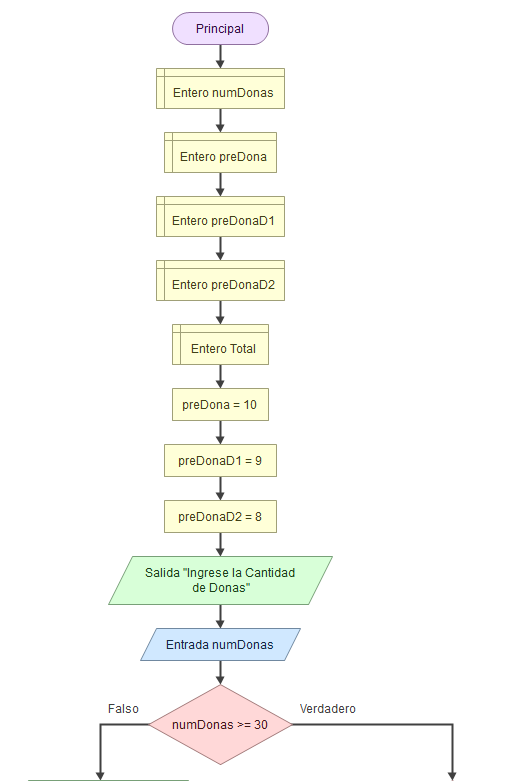 Principal
Entero numDonas
Entero preDona
Entero preDonaD1
Entero preDonaD2
Entero Total
preDona = 10
preDonaD1 = 9
preDonaD2 = 8
Salida "Ingrese la Cantidad
de Donas"
Entrada numDonas
Falso
Verdadero
numDonas >= 30